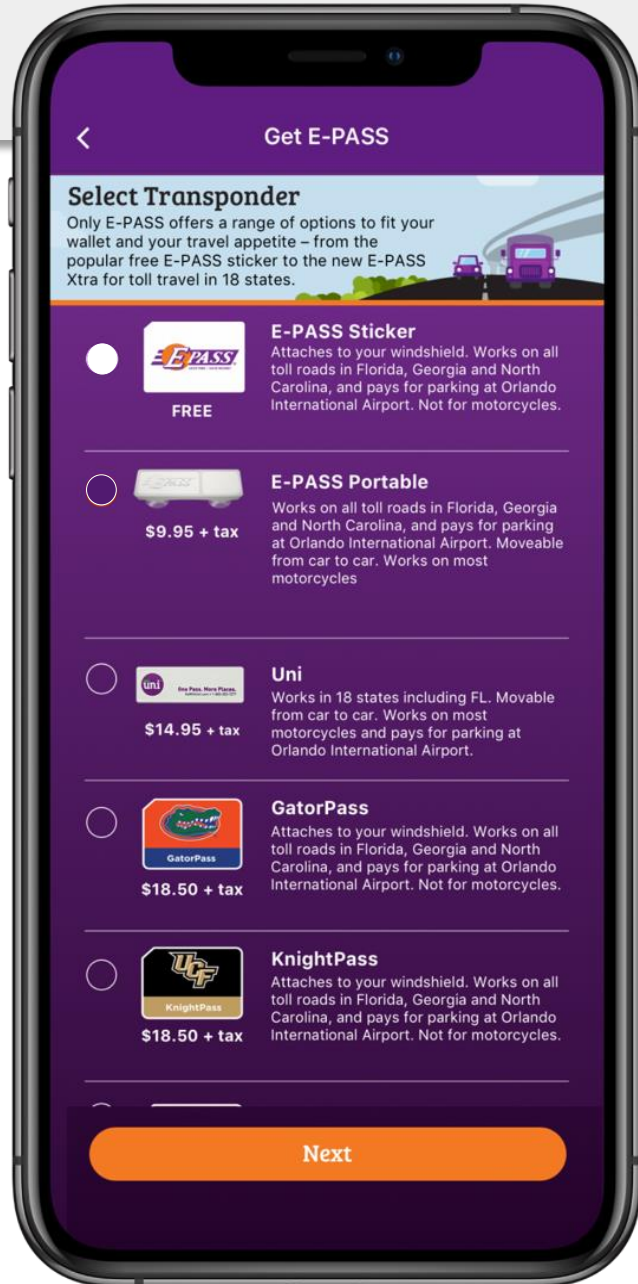 Get E-PASS
Select Transponder
Only E-PASS offers a range of options to fit your
wallet and your travel appetite – from the
popular free E-PASS sticker to the new E-PASS
Xtra for toll travel in 18 states.
E-PASS
FREE
E-PASS Sticker
Attaches to your windshield. Works on all
toll roads in Florida, Georgia and North
Carolina, and pays for parking at Orlando
International Airport. Not for motorcycles.
E-PASS
$9.95 + tax
E-PASS Portable
Works on all toll roads in Florida, Georgia
and North Carolina, and pays for parking
at Orlando International Airport. Moveable
from car to car. Works on most
motorcycles
uni
One Pass. More Places.
$14.95 + tax
Uni
Works in 18 states including FL. Movable
from car to car. Works on most
motorcycles and pays for parking at
Orlando International Airport.
GatorPass
$18.50 + tax
GatorPass
Attaches to your windshield. Works on all
toll roads in Florida, Georgia and North
Carolina, and pays for parking at Orlando
International Airport. Not for motorcycles.
UCF
KnightPass
$18.50 + tax
KnightPass
Attaches to your windshield. Works on all
toll roads in Florida, Georgia and North
Carolina, and pays for parking at Orlando
International Airport. Not for motorcycles.
Next